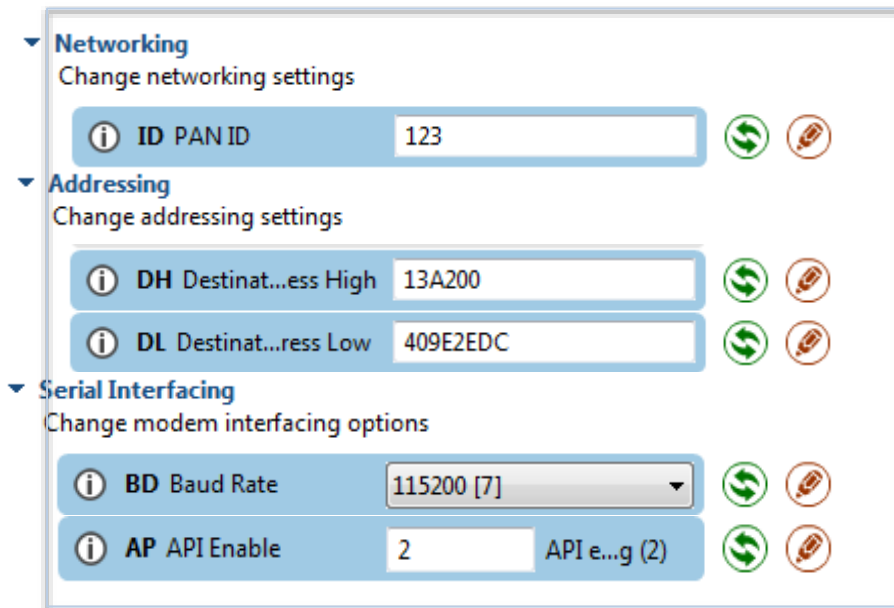 Networking
Change networking settings
ID PAN ID 123
Addressing
Change addressing settings
DH Destinat...ess High 13A200
DL Destinat...ress Low 409E2EDC
Serial Interfacing
Change modem interfacing options
BD Baud Rate 115200 [7]
AP API Enable 2 API e...g (2)